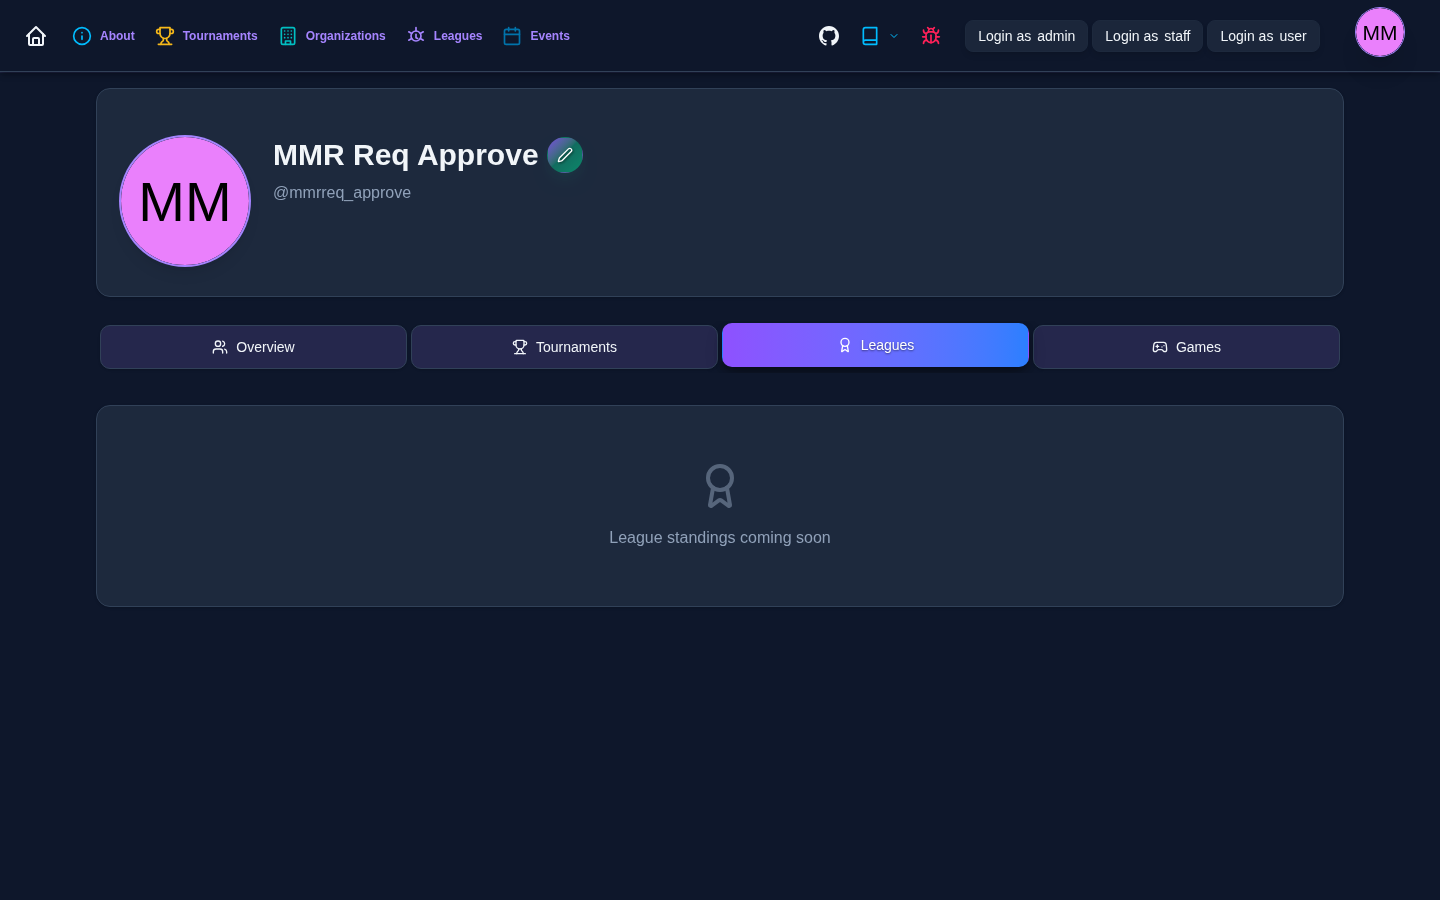 About Tournaments Organizations Leagues Events Login as admin Login as staff Login as user MM
MM
MMR Req Approve
@mmrreq_approve
Overview Tournaments Leagues Games
League standings coming soon